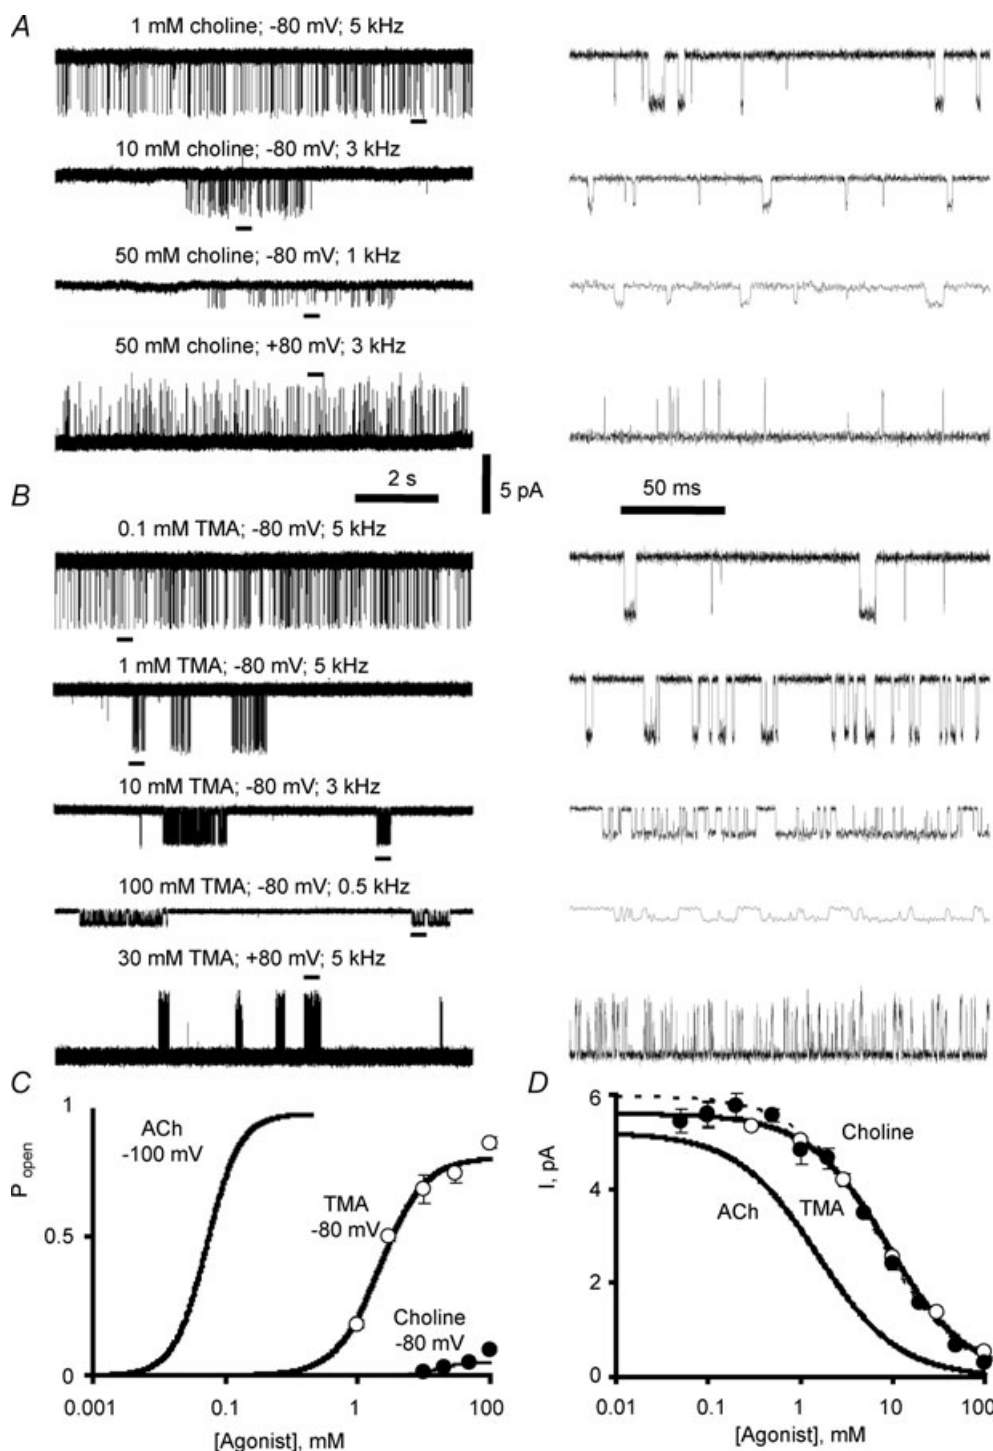 A
1 mM choline; -80 mV; 5 kHz
10 mM choline; -80 mV; 3 kHz
50 mM choline; -80 mV; 1 kHz
50 mM choline; +80 mV; 3 kHz
2 s
5 pA
50 ms
B
0.1 mM TMA; -80 mV; 5 kHz
1 mM TMA; -80 mV; 5 kHz
10 mM TMA; -80 mV; 3 kHz
100 mM TMA; -80 mV; 0.5 kHz
30 mM TMA; +80 mV; 5 kHz
C
1
ACh
-100 mV
Popen
TMA
-80 mV
0.5
Choline
-80 mV
0
0.001
0.1
1
100
[Agonist], mM
D
6
Choline
I, pA
4
ACh
TMA
2
0
0.01
0.1
1
10
100
[Agonist], mM